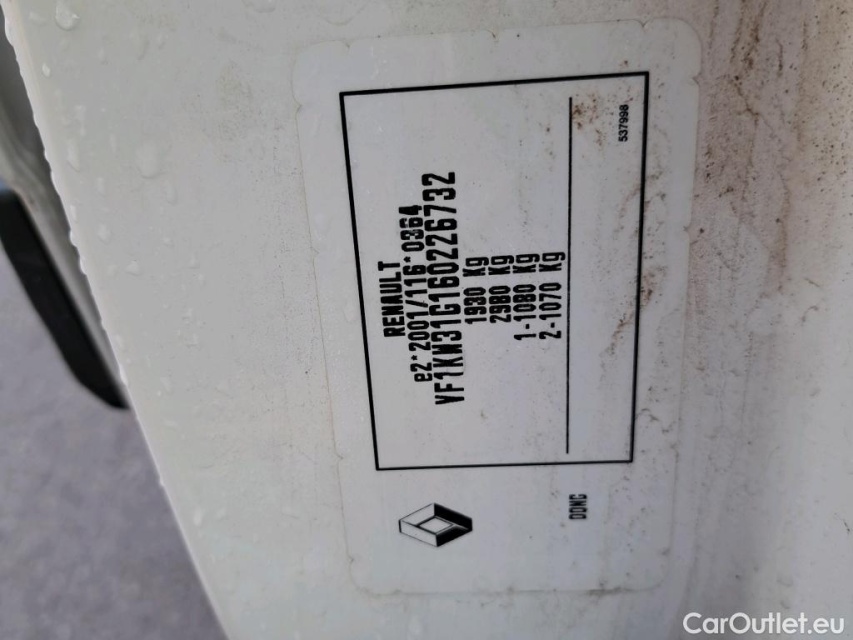 RENAULT
e2*2001/116*0364
VF1KW31G160226732
1930 Kg
2980 Kg
1-1080 Kg
2-1070 Kg
537998
CarOutlet.eu